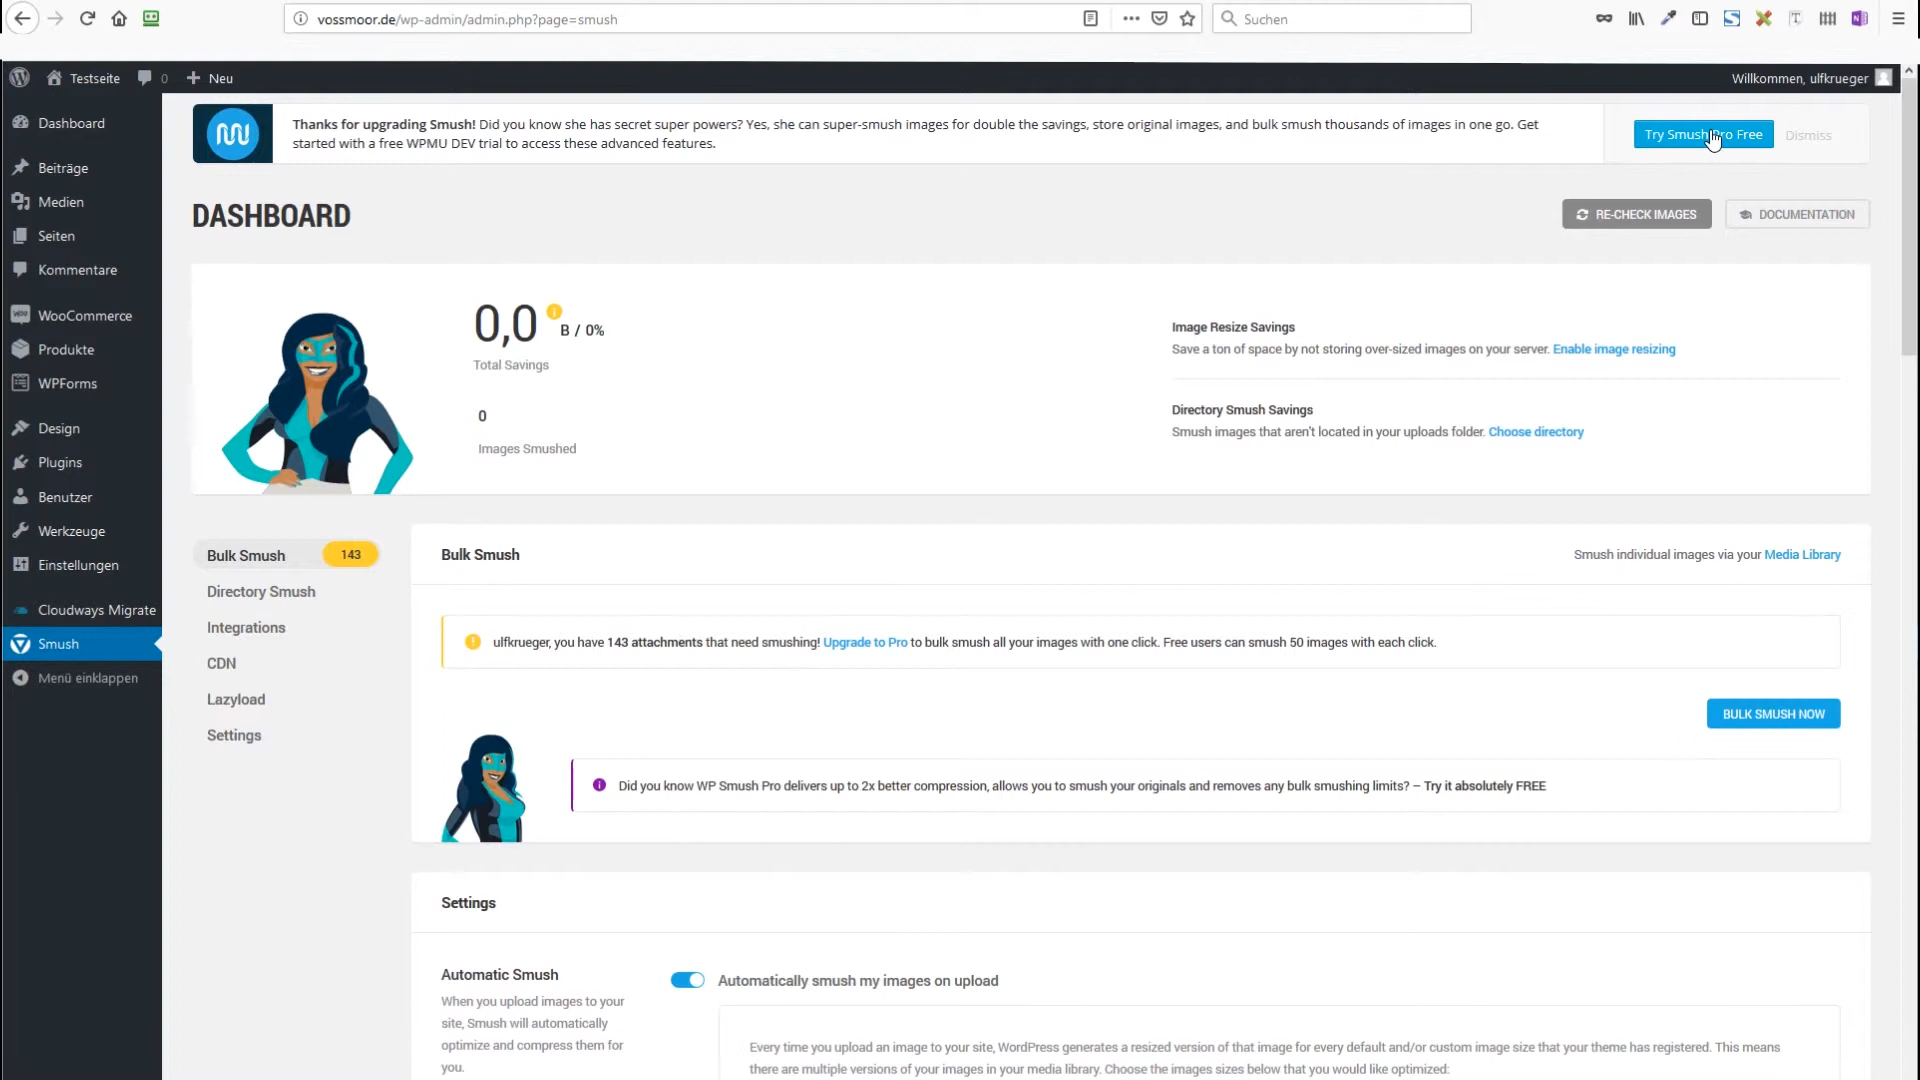 vossmoor.de/wp-admin/admin.php?page=smush
Suchen
Testseite
0
Neu
Willkommen, ulfkrueger
Dashboard
Beiträge
Medien
Seiten
Kommentare
WooCommerce
Produkte
WPForms
Design
Plugins
Benutzer
Werkzeuge
Einstellungen
Cloudways Migrate
Smush
Menü einklappen
Thanks for upgrading Smush! Did you know she has secret super powers? Yes, she can super-smush images for double the savings, store original images, and bulk smush thousands of images in one go. Get
started with a free WPMU DEV trial to access these advanced features.
Try Smush Pro Free
Dismiss
DASHBOARD
RE-CHECK IMAGES
DOCUMENTATION
0,0 B / 0%
Total Savings
0
Images Smushed
Image Resize Savings
Save a ton of space by not storing over-sized images on your server. Enable image resizing
Directory Smush Savings
Smush images that aren't located in your uploads folder. Choose directory
Bulk Smush 143
Directory Smush
Integrations
CDN
Lazyload
Settings
Bulk Smush
Smush individual images via your Media Library
ulfkrueger, you have 143 attachments that need smushing! Upgrade to Pro to bulk smush all your images with one click. Free users can smush 50 images with each click.
BULK SMUSH NOW
Did you know WP Smush Pro delivers up to 2x better compression, allows you to smush your originals and removes any bulk smushing limits? – Try it absolutely FREE
Settings
Automatic Smush
When you upload images to your
site, Smush will automatically
optimize and compress them for
you.
Automatically smush my images on upload
Every time you upload an image to your site, WordPress generates a resized version of that image for every default and/or custom image size that your theme has registered. This means
there are multiple versions of your images in your media library. Choose the images sizes below that you would like optimized: